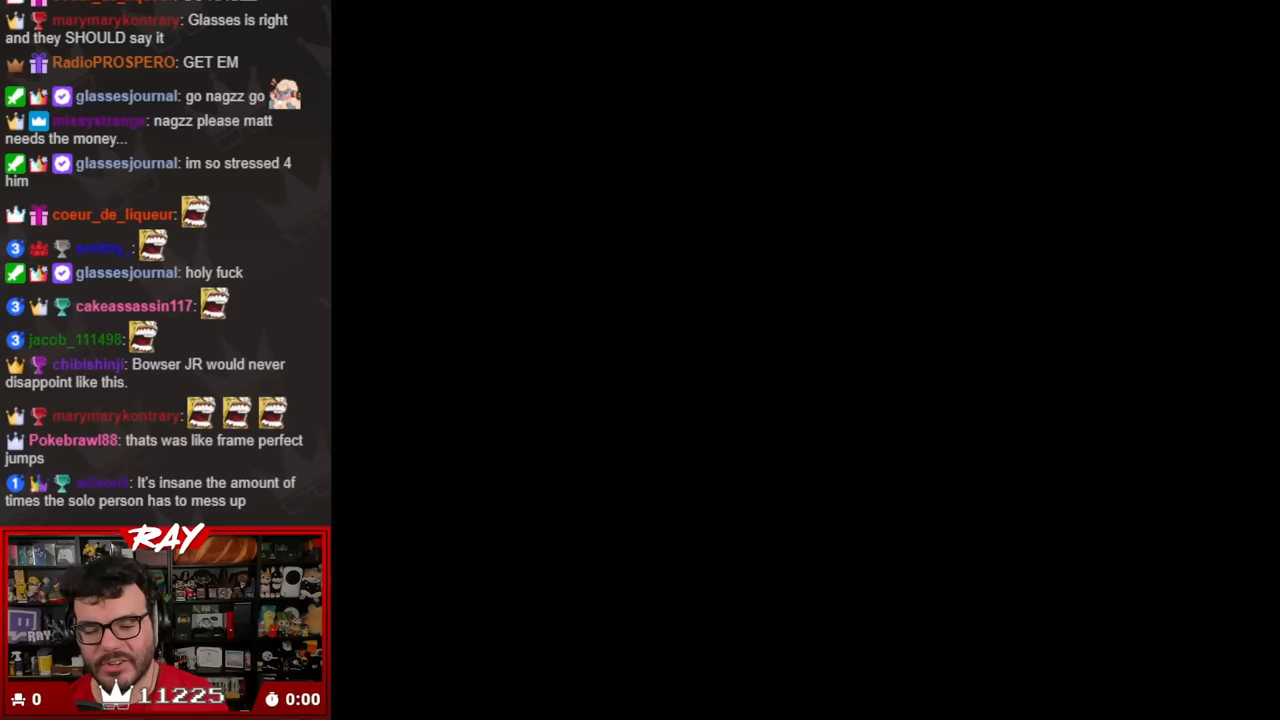 marymarykontrary: Glasses is right
and they SHOULD say it
RadioPROSPERO: GET EM
glassesjournal: go nagzz go
missystrange: nagzz please matt
needs the money...
glassesjournal: im so stressed 4
him
coeur_de_liqueur:
3 smittty_:
glassesjournal: holy fuck
3 cakeassassin117:
3 jacob_111498:
chibishinji: Bowser JR would never
disappoint like this.
marymarykontrary:
Pokebrawl88: thats was like frame perfect
jumps
1 : It's insane the amount of
times the solo person has to mess up
RAY
RAY
0 11225 0:00